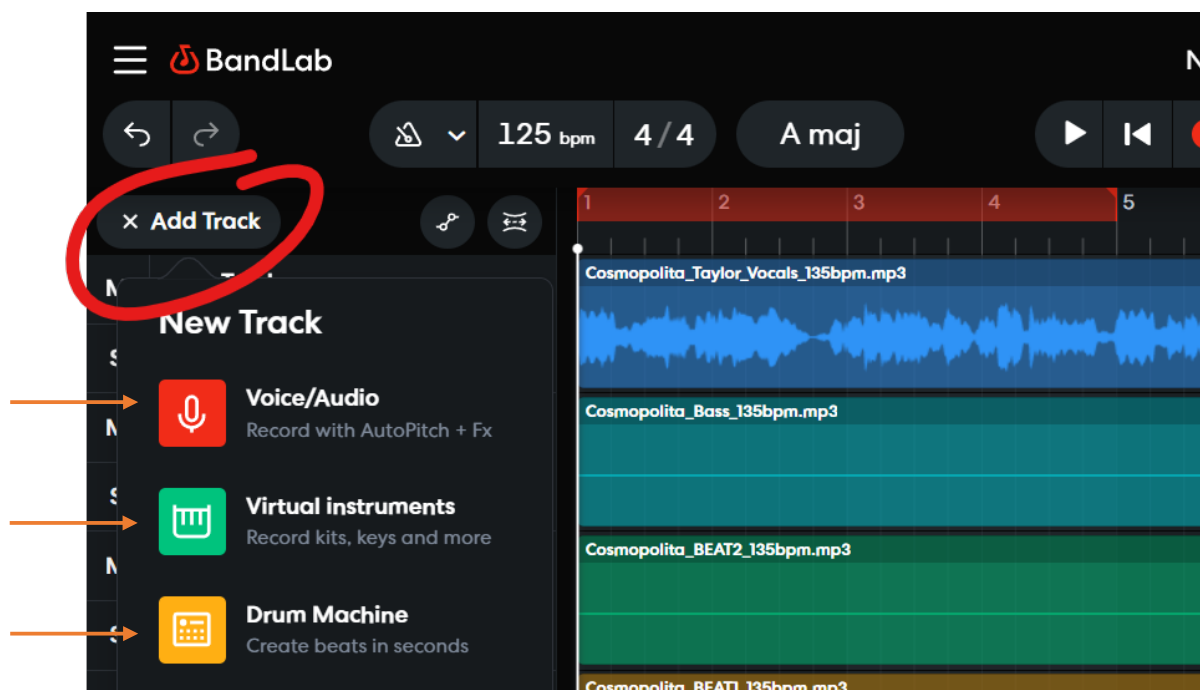 BandLab
N
125 bpm
4/4
A maj
× Add Track
1
2
3
4
5
New Track
Voice/Audio
Record with AutoPitch + Fx
Virtual instruments
Record kits, keys and more
Drum Machine
Create beats in seconds
M
S
M
S
M
S
Cosmopolita_Taylor_Vocals_135bpm.mp3
Cosmopolita_Bass_135bpm.mp3
Cosmopolita_BEAT2_135bpm.mp3
Cosmopolita_BEAT1_135bpm.mp3